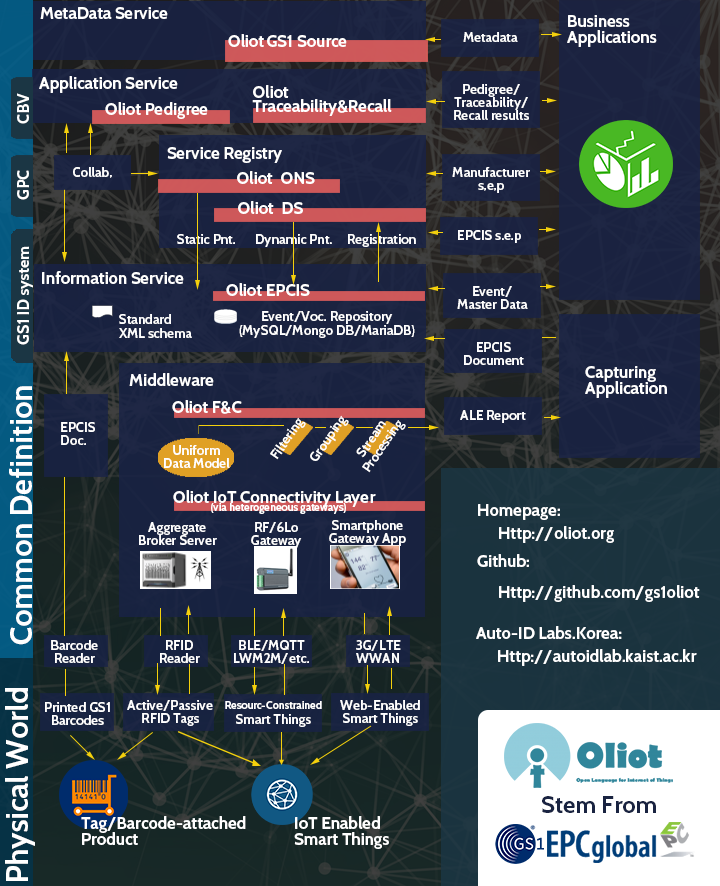 MetaData Service
Oliot GS1 Source
Metadata
Business
Applications
Application Service
Oliot Pedigree
Oliot
Traceability&Recall
Pedigree/
Traceability/
Recall results
CBV
Collab.
Service Registry
Oliot ONS
Oliot DS
Static Pnt.
Dynamic Pnt.
Registration
Manufacturer
s.e,p
EPCIS s.e.p
GPC
GS1 ID system
Information Service
Oliot EPCIS
Standard
XML schema
Event/Voc. Repository
(MySQL/Mongo DB/MariaDB)
Event/
Master Data
EPCIS
Document
Capturing
Application
Middleware
Oliot F&C
Uniform
Data Model
Filtering
Grouping
Stream
Processing
ALE Report
EPCIS
Doc.
Oliot IoT Connectivity Layer
(via heterogeneous gateways)
Aggregate
Broker Server
RF/6Lo
Gateway
Smartphone
Gateway App
Common Definition
Barcode
Reader
RFID
Reader
BLE/MQTT
LWM2M/etc.
3G/LTE
WWAN
Printed GS1
Barcodes
Active/Passive
RFID Tags
Resourc-Constrained
Smart Things
Web-Enabled
Smart Things
Physical World
14141 0
Tag/Barcode-attached
Product
IoT Enabled
Smart Things
Homepage:
Http://oliot.org
Github:
Http://github.com/gs1oliot
Auto-ID Labs.Korea:
Http://autoidlab.kaist.ac.kr
Oliot
Open Language for Internet of Things
Stem From
GS1
EPCglobal
EPC